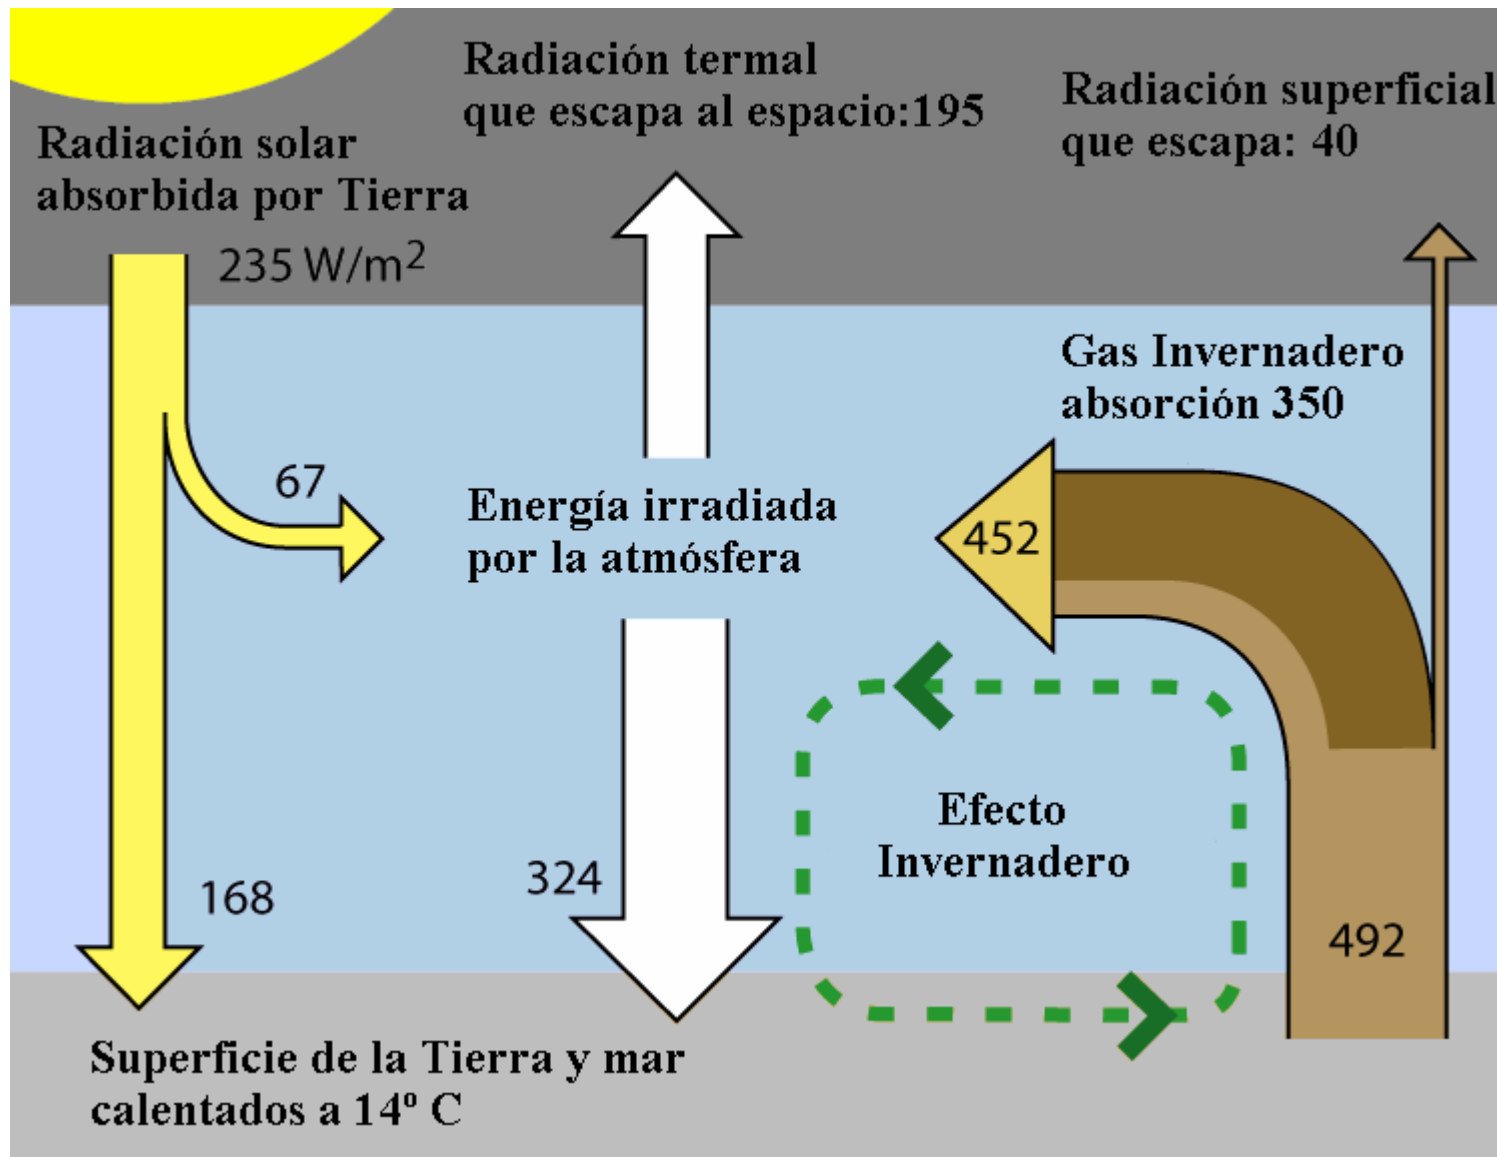 Radiación solar
absorbida por Tierra
235 W/m²
Radiación termal
que escapa al espacio:195
Radiación superficial
que escapa: 40
Gas Invernadero
absorción 350
67
Energía irradiada
por la atmósfera
452
Efecto
Invernadero
168
324
492
Superficie de la Tierra y mar
calentados a 14º C